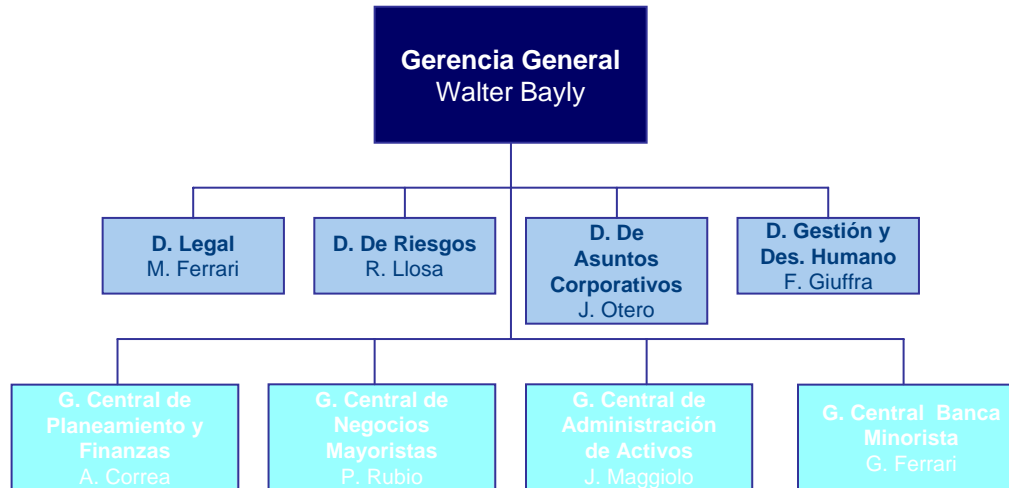 Gerencia General
Walter Bayly
D. Legal
M. Ferrari
D. De Riesgos
R. Llosa
D. De
Asuntos
Corporativos
J. Otero
D. Gestión y
Des. Humano
F. Giuffra
G. Central de
Planeamiento y
Finanzas
A. Correa
G. Central de
Negocios
Mayoristas
P. Rubio
G. Central de
Administración
de Activos
J. Maggiolo
G. Central Banca
Minorista
G. Ferrari